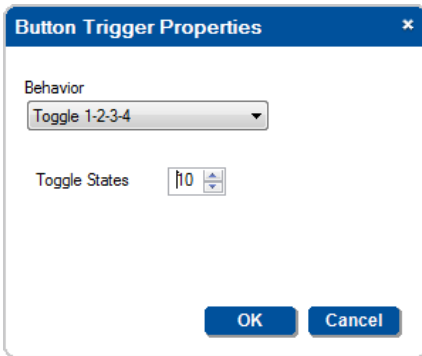 Button Trigger Properties ×
Behavior
Toggle 1-2-3-4
Toggle States 10
OK Cancel